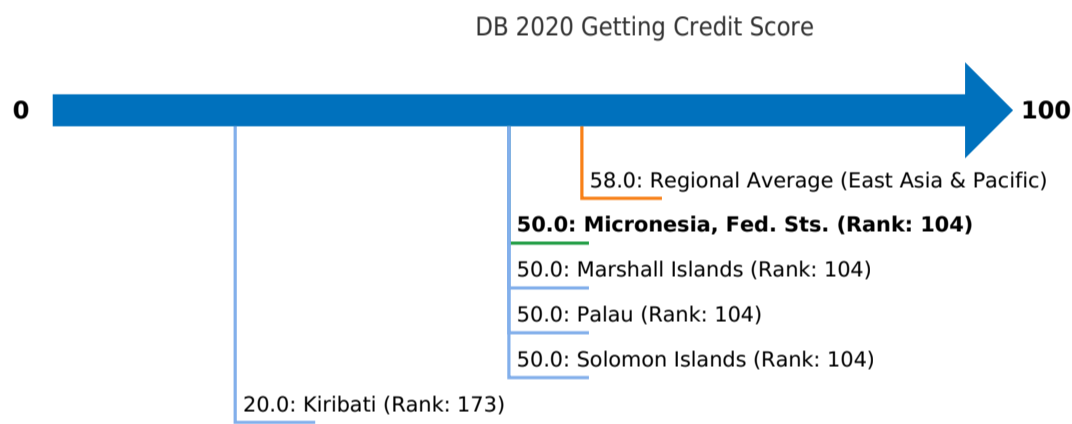 DB 2020 Getting Credit Score
0
100
58.0: Regional Average (East Asia & Pacific)
50.0: Micronesia, Fed. Sts. (Rank: 104)
50.0: Marshall Islands (Rank: 104)
50.0: Palau (Rank: 104)
50.0: Solomon Islands (Rank: 104)
20.0: Kiribati (Rank: 173)